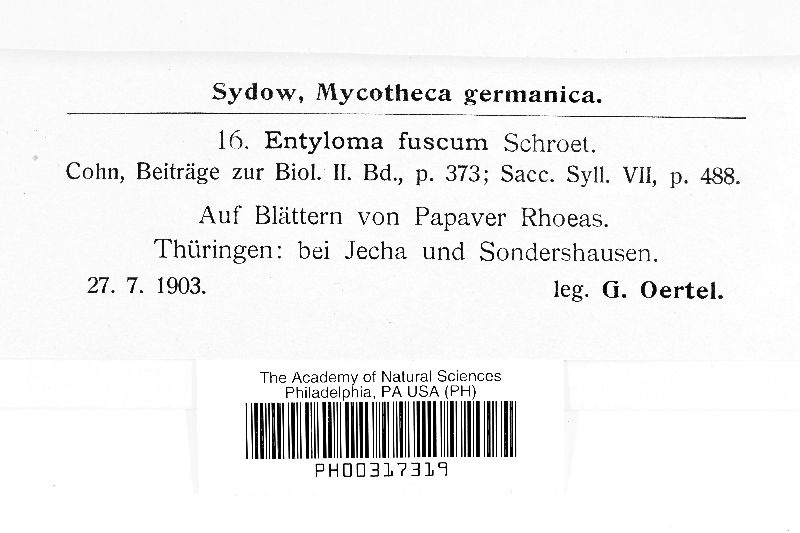 Sydow, Mycotheca germanica.
16. Entyloma fuscum Schroet.
Cohn, Beiträge zur Biol. II. Bd., p. 373; Sacc. Syll. VII, p. 488.
Auf Blättern von Papaver Rhoeas.
Thüringen: bei Jecha und Sondershausen.
27. 7. 1903. leg. G. Oertel.
The Academy of Natural Sciences
Philadelphia, PA USA (PH)
PH00317319